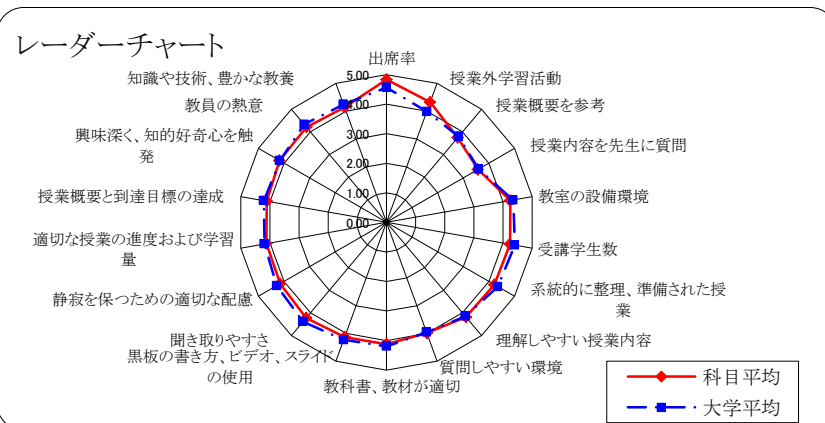 レーダーチャート
出席率
授業外学習活動
授業概要を参考
授業内容を先生に質問
教室の設備環境
受講学生数
系統的に整理、準備された授
業
理解しやすい授業内容
質問しやすい環境
教科書、教材が適切
黒板の書き方、ビデオ、スライド
の使用
聞き取りやすさ
静寂を保つための適切な配慮
適切な授業の進度および学習
量
授業概要と到達目標の達成
興味深く、知的好奇心を触
発
教員の熱意
知識や技術、豊かな教養
5.00
4.00
3.00
2.00
1.00
0.00
科目平均
大学平均